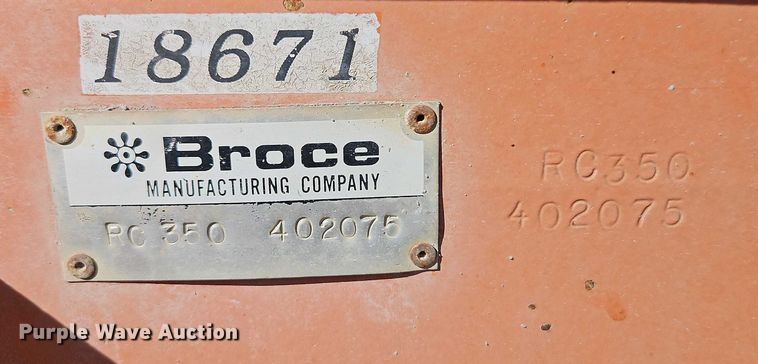 18671
Broce
MANUFACTURING COMPANY
RC 350 402075
RC350
402075
Purple Wave Auction